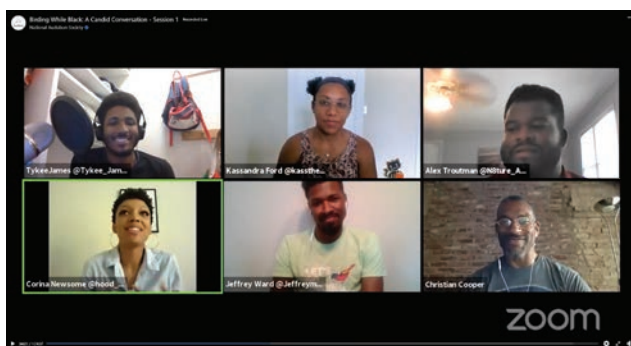 Birding While Black: A Candid Conversation - Session 1
National Audubon Society
TykeeJames @Tykee_Jam...
Kassandra Ford @kassthe...
Alex Troutman @N8ture_A...
Corina Newsome @hood_...
Jeffrey Ward @Jeffreym...
Christian Cooper
zoom